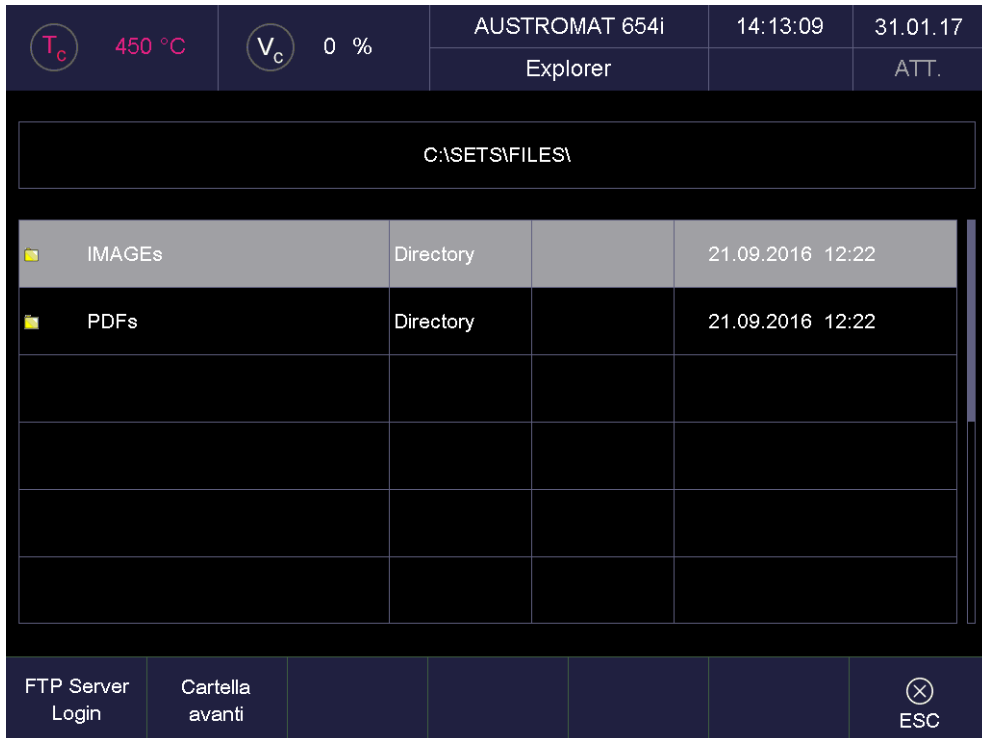 Tc 450 °C Vc 0 % AUSTROMAT 654i 14:13:09 31.01.17
Explorer ATT.
C:\SETS\FILES\
IMAGEs Directory 21.09.2016 12:22
PDFs Directory 21.09.2016 12:22
FTP Server
Login
Cartella
avanti
ESC